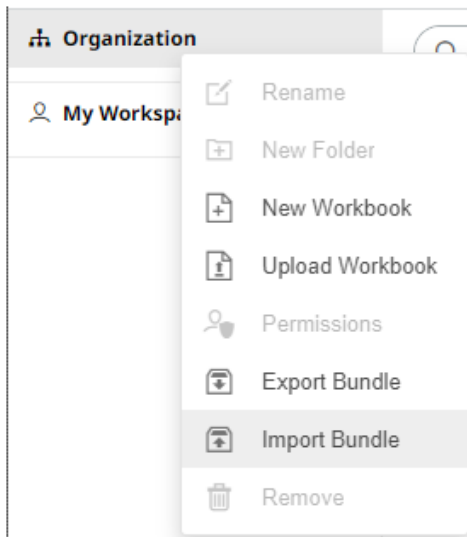 Organization
My Workspa
Rename
New Folder
New Workbook
Upload Workbook
Permissions
Export Bundle
Import Bundle
Remove